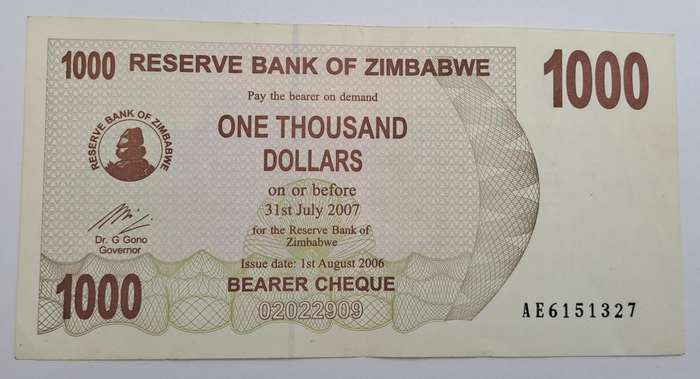 1000 RESERVE BANK OF ZIMBABWE 1000
Pay the bearer on demand
RESERVE BANK OF ZIMBABWE
ONE THOUSAND
DOLLARS
on or before
31st July 2007
for the Reserve Bank of
Zimbabwe
Dr. G Gono
Governor
Issue date: 1st August 2006
1000 BEARER CHEQUE
02022909
AE6151327